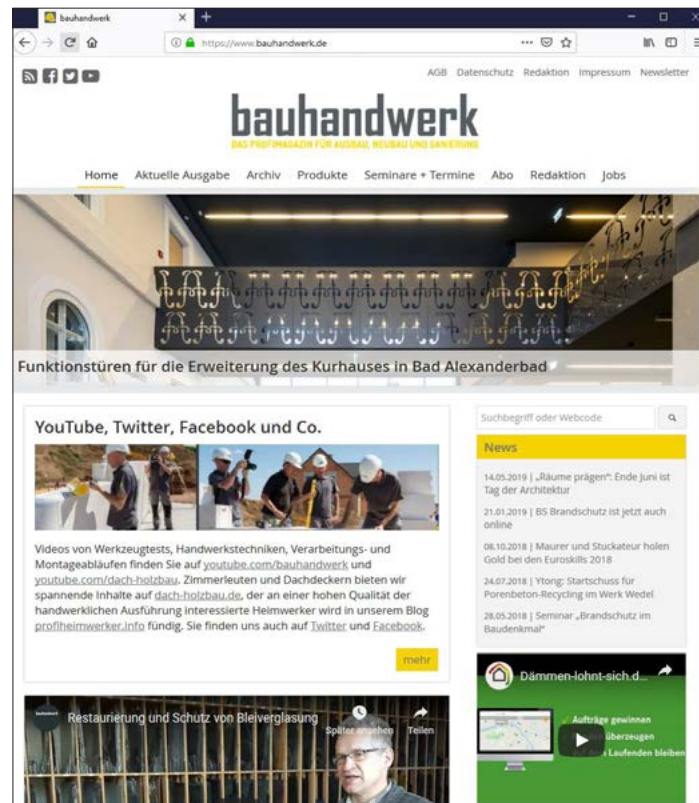 bauhandwerk
https://www.bauhandwerk.de
AGB Datenschutz Redaktion Impressum Newsletter
bauhandwerk
DAS PROFIMAGAZIN FÜR AUSBAU, NEUBAU UND SANIERUNG
Home Aktuelle Ausgabe Archiv Produkte Seminare + Termine Abo Redaktion Jobs
Funktionstüren für die Erweiterung des Kurhauses in Bad Alexanderbad
YouTube, Twitter, Facebook und Co.
Videos von Werkzeugtests, Handwerkstechniken, Verarbeitungs- und
Montageabläufen finden Sie auf youtube.com/bauhandwerk und
youtube.com/dach-holzbau. Zimmerleuten und Dachdeckern bieten wir
spannende Inhalte auf dach-holzbau.de, der an einer hohen Qualität der
handwerklichen Ausführung interessierte Heimwerker wird in unserem Blog
profiheimwerker.info fündig. Sie finden uns auch auf Twitter und Facebook.
mehr
Restaurierung und Schutz von Bleiverglasung
Später ansehen Teilen
Suchbegriff oder Webcode
News
14.05.2019 | „Räume prägen“: Ende Juni ist
Tag der Architektur
21.01.2019 | BS Brandschutz ist jetzt auch
online
08.10.2018 | Maurer und Stuckateur holen
Gold bei den Euroskills 2018
24.07.2018 | Ytong: Startschuss für
Porenbeton-Recycling im Werk Wedel
28.05.2018 | Seminar „Brandschutz im
Baudenkmal“
Dämmen-lohnt-sich.d...
Aufträge gewinnen
überzeugen
Laufenden bleiben